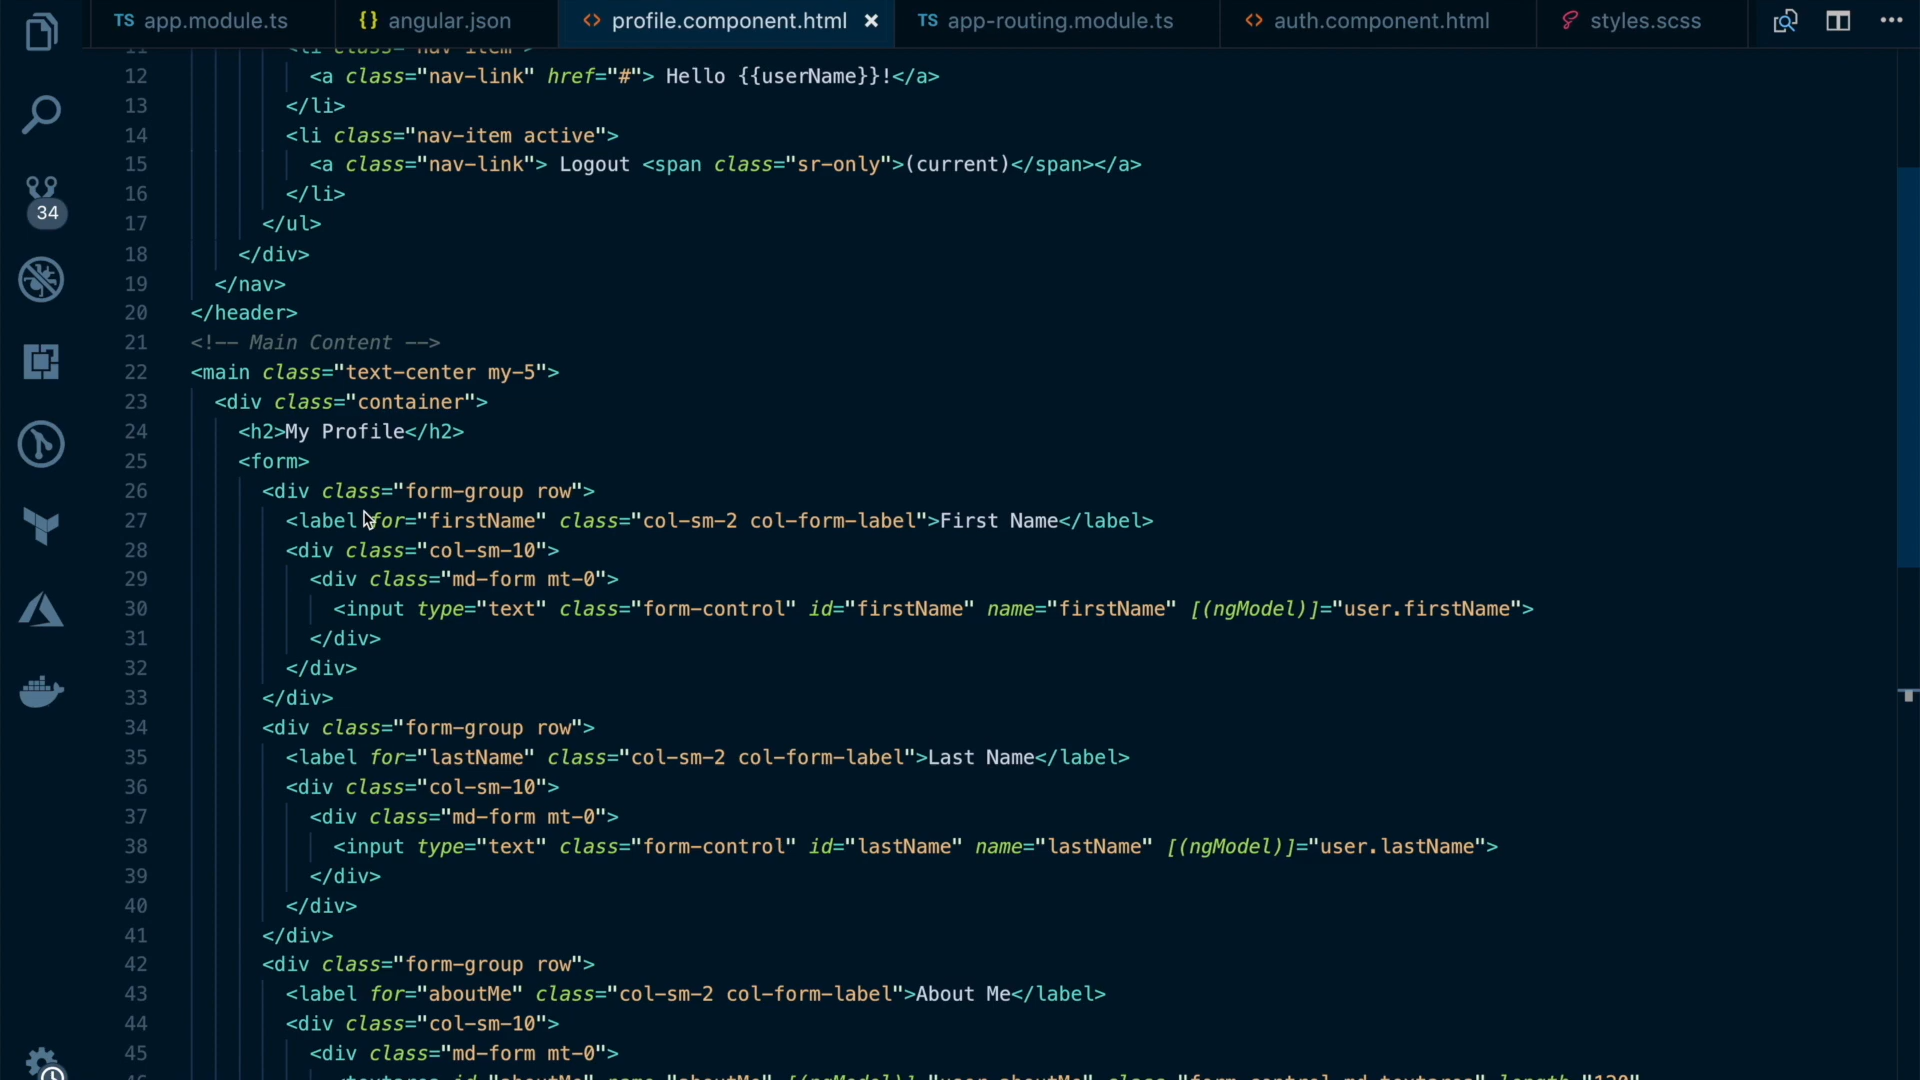 TS app.module.ts {} angular.json <> profile.component.html × TS app-routing.module.ts <> auth.component.html styles.scss
12 <a class="nav-link" href="#"> Hello {{userName}}!</a>
13 </li>
14 <li class="nav-item active">
15 <a class="nav-link"> Logout <span class="sr-only">(current)</span></a>
16 </li>
17 </ul>
18 </div>
19 </nav>
20 </header>
21 <!-- Main Content -->
22 <main class="text-center my-5">
23 <div class="container">
24 <h2>My Profile</h2>
25 <form>
26 <div class="form-group row">
27 <label for="firstName" class="col-sm-2 col-form-label">First Name</label>
28 <div class="col-sm-10">
29 <div class="md-form mt-0">
30 <input type="text" class="form-control" id="firstName" name="firstName" [(ngModel)]="user.firstName">
31 </div>
32 </div>
33 </div>
34 <div class="form-group row">
35 <label for="lastName" class="col-sm-2 col-form-label">Last Name</label>
36 <div class="col-sm-10">
37 <div class="md-form mt-0">
38 <input type="text" class="form-control" id="lastName" name="lastName" [(ngModel)]="user.lastName">
39 </div>
40 </div>
41 </div>
42 <div class="form-group row">
43 <label for="aboutMe" class="col-sm-2 col-form-label">About Me</label>
44 <div class="col-sm-10">
45 <div class="md-form mt-0">
34